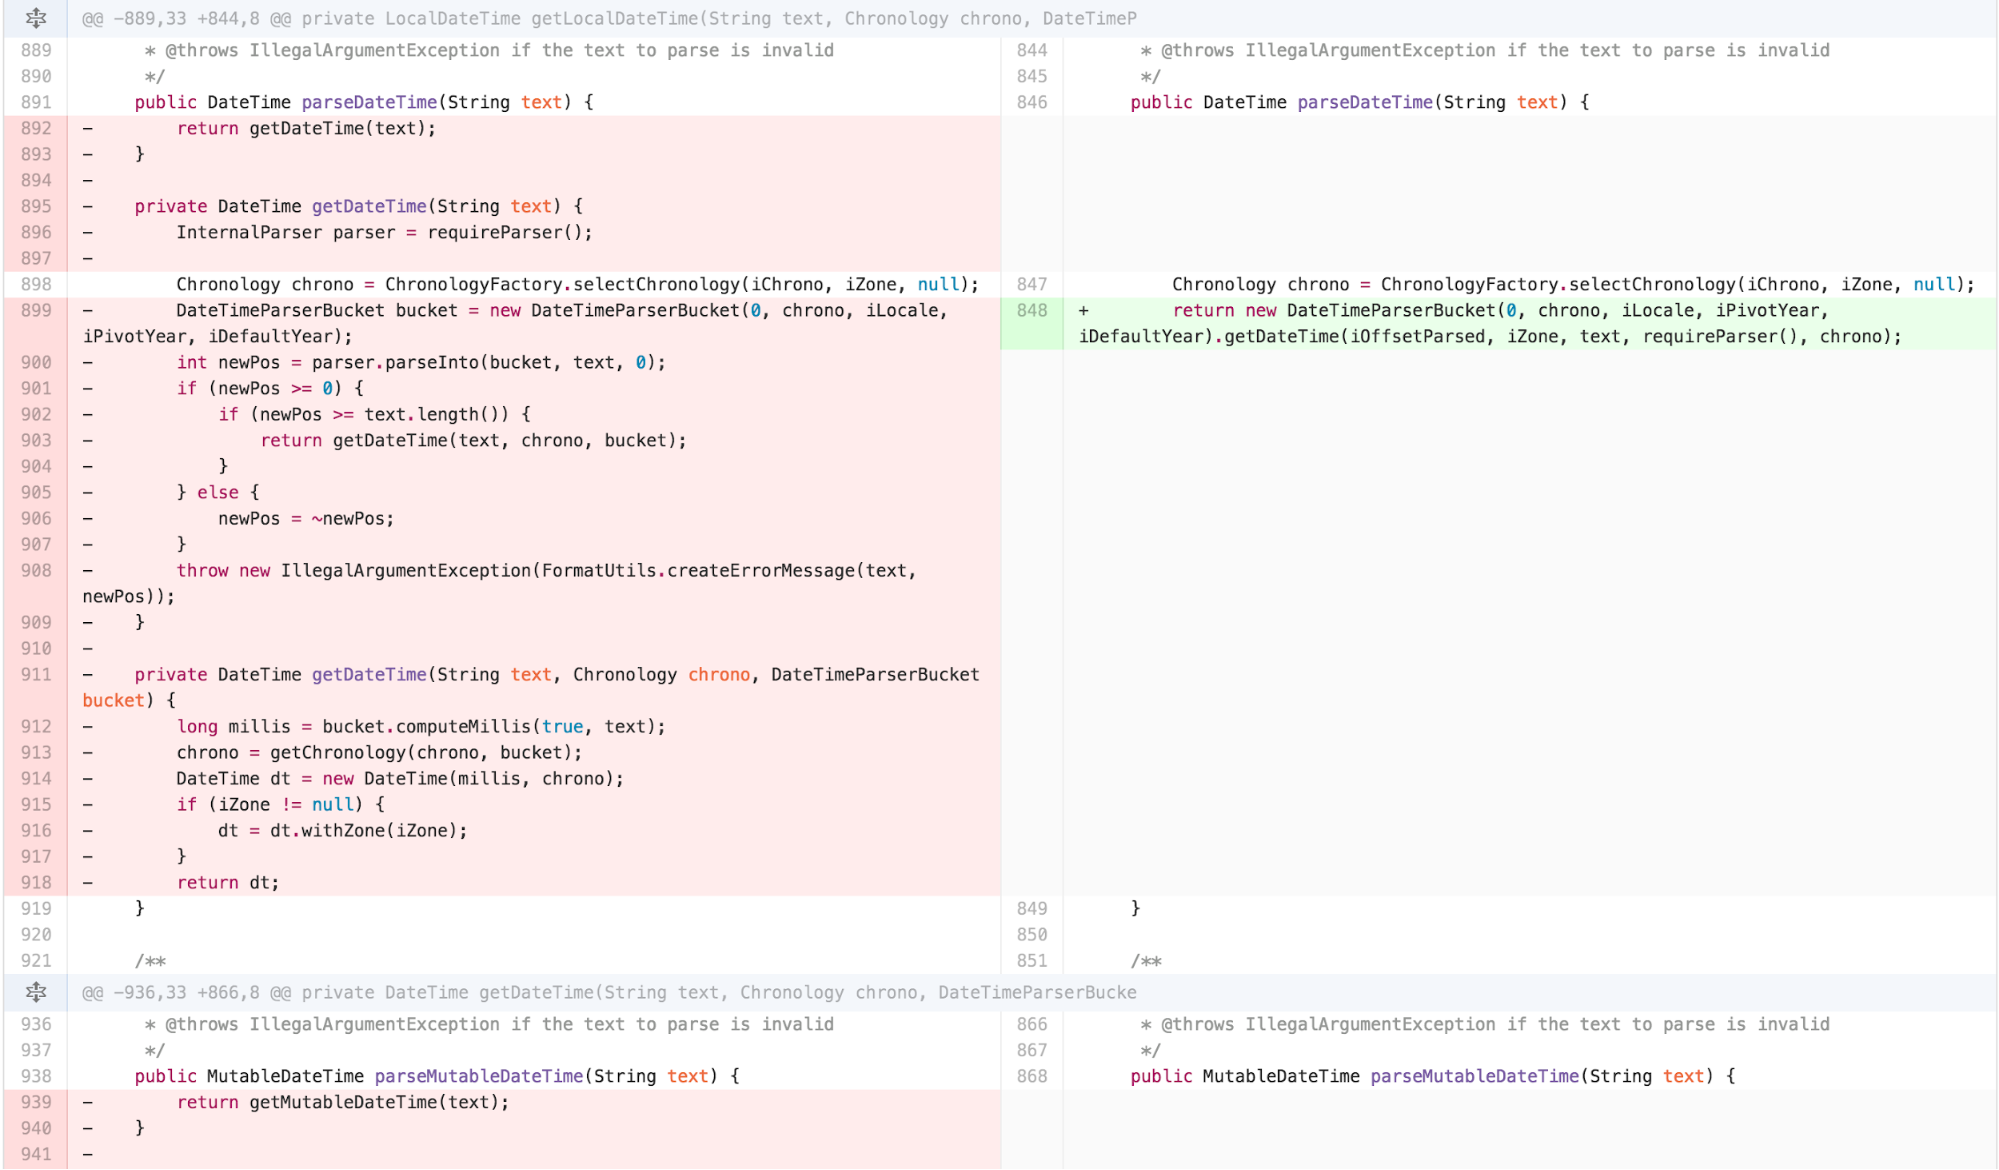 @@ -889,33 +844,8 @@ private LocalDateTime getLocalDateTime(String text, Chronology chrono, DateTimeP
889      * @throws IllegalArgumentException if the text to parse is invalid
890      */
891     public DateTime parseDateTime(String text) {
892 -       return getDateTime(text);
893 -   }
894 -
895 -   private DateTime getDateTime(String text) {
896 -       InternalParser parser = requireParser();
897 -
898         Chronology chrono = ChronologyFactory.selectChronology(iChrono, iZone, null);
899 -       DateTimeParserBucket bucket = new DateTimeParserBucket(0, chrono, iLocale,
iPivotYear, iDefaultYear);
900 -       int newPos = parser.parseInto(bucket, text, 0);
901 -       if (newPos >= 0) {
902 -           if (newPos >= text.length()) {
903 -               return getDateTime(text, chrono, bucket);
904 -           }
905 -       } else {
906 -           newPos = ~newPos;
907 -       }
908 -       throw new IllegalArgumentException(FormatUtils.createErrorMessage(text,
newPos));
909 -   }
910 -
911 -   private DateTime getDateTime(String text, Chronology chrono, DateTimeParserBucket
bucket) {
912 -       long millis = bucket.computeMillis(true, text);
913 -       chrono = getChronology(chrono, bucket);
914 -       DateTime dt = new DateTime(millis, chrono);
915 -       if (iZone != null) {
916 -           dt = dt.withZone(iZone);
917 -       }
918 -       return dt;
919     }
920
921     /**
844      * @throws IllegalArgumentException if the text to parse is invalid
845      */
846     public DateTime parseDateTime(String text) {
847         Chronology chrono = ChronologyFactory.selectChronology(iChrono, iZone, null);
848 +       return new DateTimeParserBucket(0, chrono, iLocale, iPivotYear,
iDefaultYear).getDateTime(iOffsetParsed, iZone, text, requireParser(), chrono);
849     }
850
851     /**
@@ -936,33 +866,8 @@ private DateTime getDateTime(String text, Chronology chrono, DateTimeParserBucke
936      * @throws IllegalArgumentException if the text to parse is invalid
937      */
938     public MutableDateTime parseMutableDateTime(String text) {
939 -       return getMutableDateTime(text);
940 -   }
941 -
866      * @throws IllegalArgumentException if the text to parse is invalid
867      */
868     public MutableDateTime parseMutableDateTime(String text) {